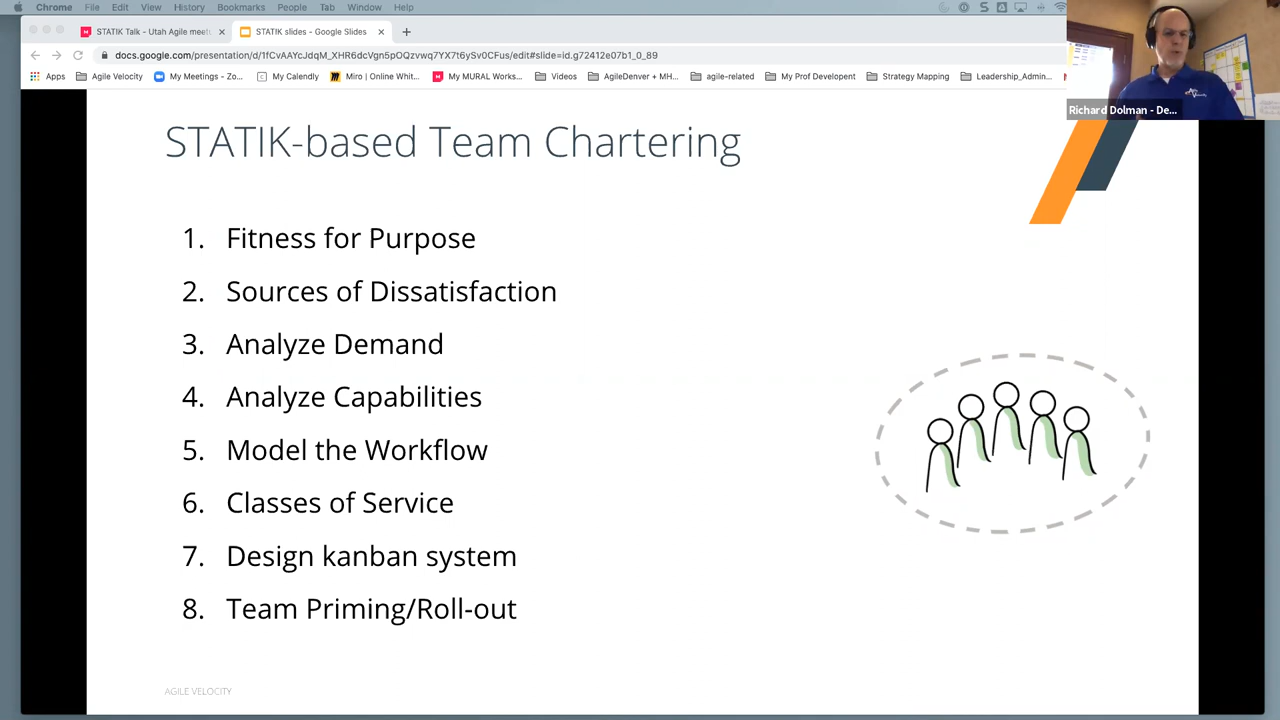 Chrome File Edit View History Bookmarks People Tab Window Help
STATIK Talk - Utah Agile meet
STATIK slides - Google Slides
docs.google.com/presentation/d/1fCvAAYcJdqM_XHR6dc9tn5pOQzvwq7YX7t6ySv0CFus/edit#slide=id.g72412e07b1_0_89
Apps Agile Velocity My Meetings - Zo... My Calendly Miro | Online Whit... My MURAL Works... Videos AgileDenver + MH... agile-related My Prof Developent Strategy Mapping Leadership_Admin...
Richard Dolman - De...
STATIK-based Team Chartering
1. Fitness for Purpose
2. Sources of Dissatisfaction
3. Analyze Demand
4. Analyze Capabilities
5. Model the Workflow
6. Classes of Service
7. Design kanban system
8. Team Priming/Roll-out
AGILE VELOCITY